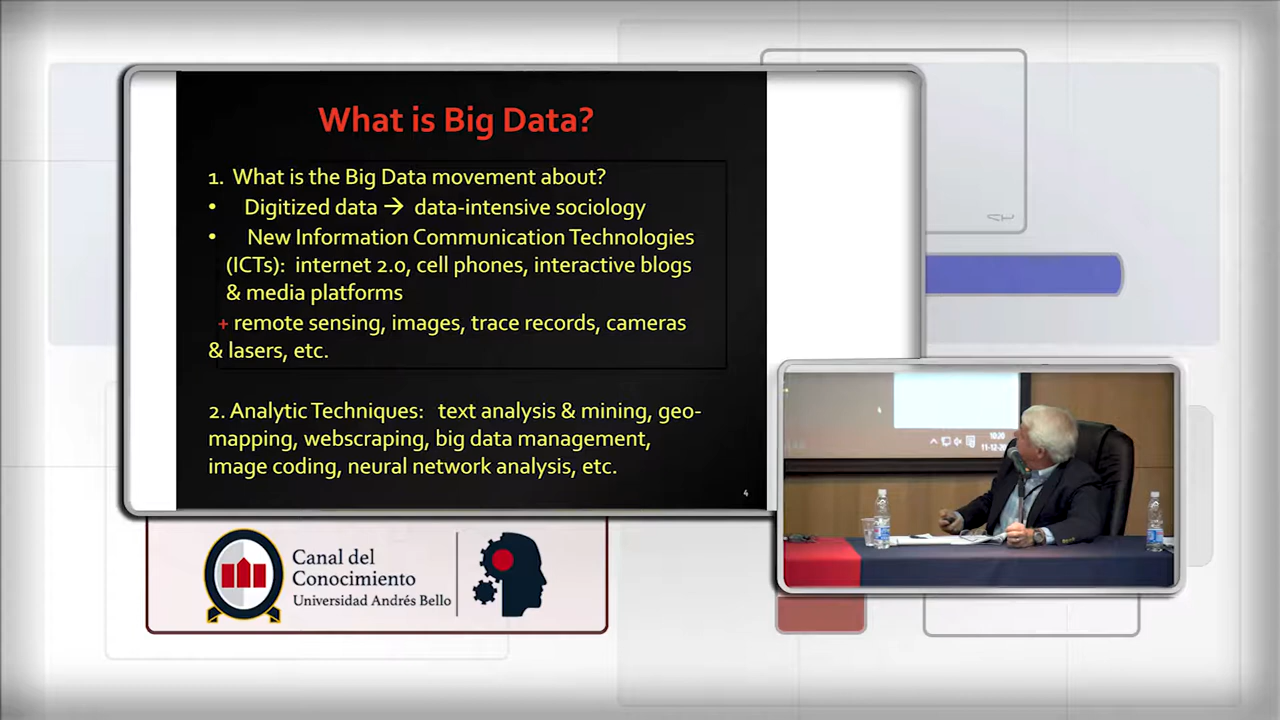 What is Big Data?
1. What is the Big Data movement about?
• Digitized data → data-intensive sociology
• New Information Communication Technologies
(ICTs): internet 2.0, cell phones, interactive blogs
& media platforms
+ remote sensing, images, trace records, cameras
& lasers, etc.
2. Analytic Techniques: text analysis & mining, geo-
mapping, webscraping, big data management,
image coding, neural network analysis, etc.
4
10:20
Canal del
Conocimiento
Universidad Andrés Bello